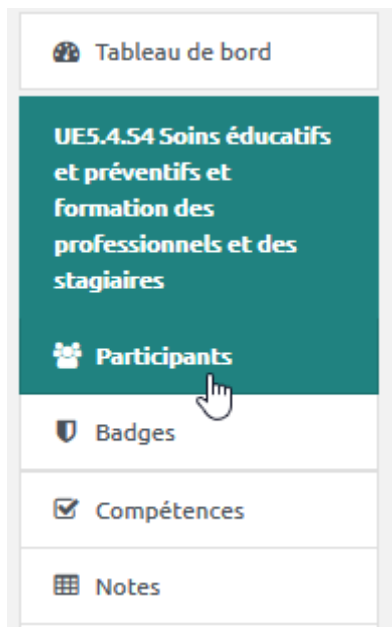 Tableau de bord
UE5.4.S4 Soins éducatifs
et préventifs et
formation des
professionnels et des
stagiaires
Participants
Badges
Compétences
Notes